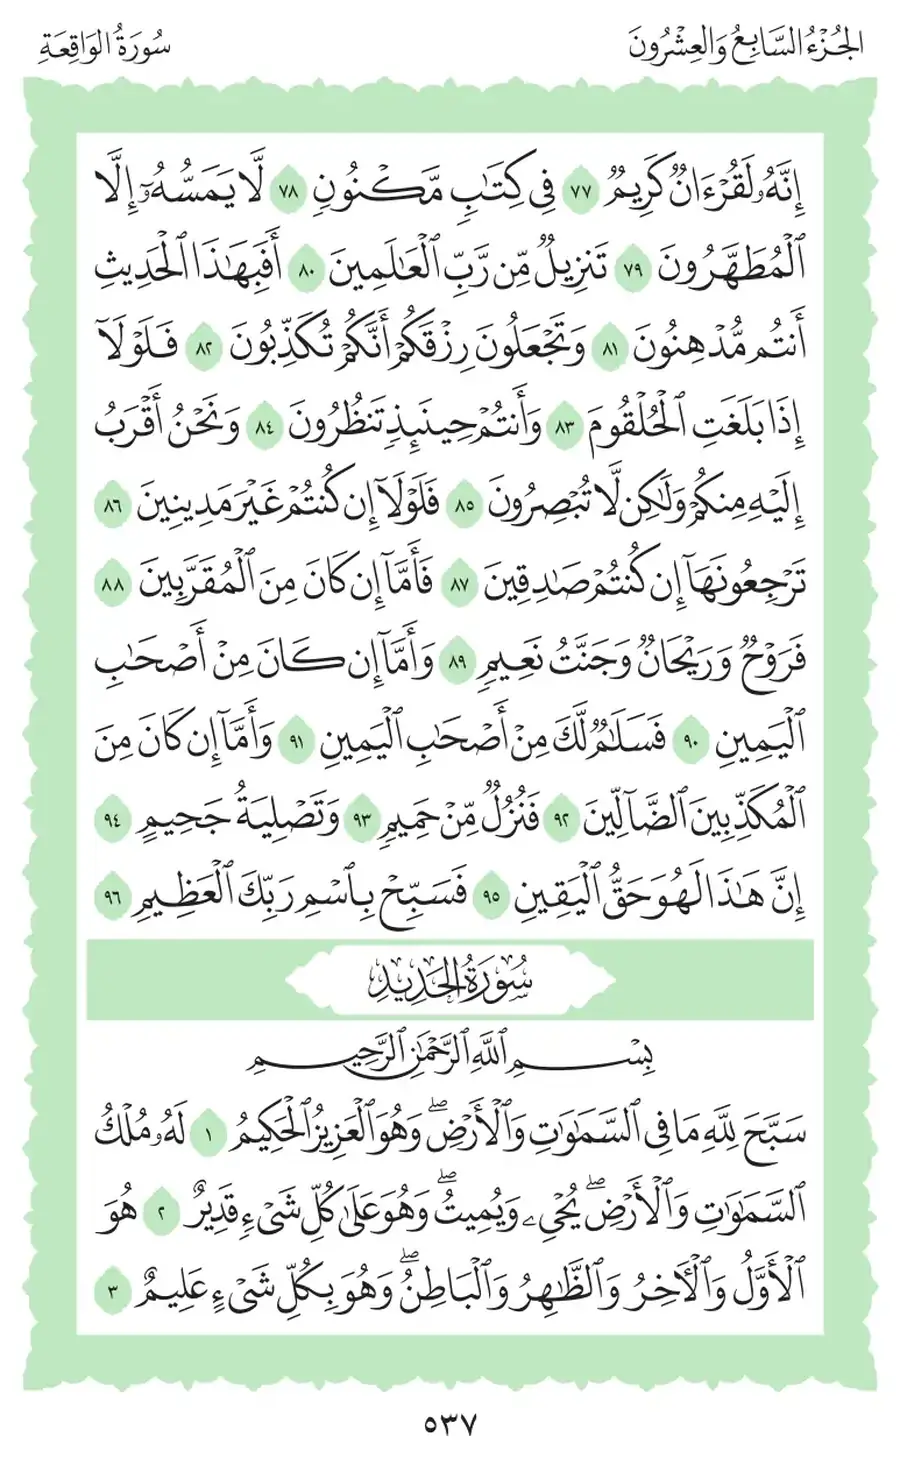 الجُزْءُ السَّابِعُ وَالعِشْرُونَ سُورَةُ الوَاقِعَةِ
إِنَّهُۥ لَقُرْءَانٌ كَرِيمٌ ٧٧ فِى كِتَٰبٍ مَّكْنُونٍ ٧٨ لَّا يَمَسُّهُۥٓ إِلَّا
ٱلْمُطَهَّرُونَ ٧٩ تَنزِيلٌ مِّن رَّبِّ ٱلْعَٰلَمِينَ ٨٠ أَفَبِهَٰذَا ٱلْحَدِيثِ
أَنتُم مُّدْهِنُونَ ٨١ وَتَجْعَلُونَ رِزْقَكُمْ أَنَّكُمْ تُكَذِّبُونَ ٨٢ فَلَوْلَآ
إِذَا بَلَغَتِ ٱلْحُلْقُومَ ٨٣ وَأَنتُمْ حِينَئِذٍ تَنظُرُونَ ٨٤ وَنَحْنُ أَقْرَبُ
إِلَيْهِ مِنكُمْ وَلَٰكِن لَّا تُبْصِرُونَ ٨٥ فَلَوْلَآ إِن كُنتُمْ غَيْرَ مَدِينِينَ ٨٦
تَرْجِعُونَهَآ إِن كُنتُمْ صَٰدِقِينَ ٨٧ فَأَمَّآ إِن كَانَ مِنَ ٱلْمُقَرَّبِينَ ٨٨
فَرَوْحٌ وَرَيْحَانٌ وَجَنَّتُ نَعِيمٍ ٨٩ وَأَمَّآ إِن كَانَ مِنْ أَصْحَٰبِ
ٱلْيَمِينِ ٩٠ فَسَلَٰمٌ لَّكَ مِنْ أَصْحَٰبِ ٱلْيَمِينِ ٩١ وَأَمَّآ إِن كَانَ مِنَ
ٱلْمُكَذِّبِينَ ٱلضَّآلِّينَ ٩٢ فَنُزُلٌ مِّنْ حَمِيمٍ ٩٣ وَتَصْلِيَةُ جَحِيمٍ ٩٤
إِنَّ هَٰذَا لَهُوَ حَقُّ ٱلْيَقِينِ ٩٥ فَسَبِّحْ بِٱسْمِ رَبِّكَ ٱلْعَظِيمِ ٩٦
سُورَةُ الحَدِيدِ
بِسْمِ ٱللَّهِ ٱلرَّحْمَٰنِ ٱلرَّحِيمِ
سَبَّحَ لِلَّهِ مَا فِى ٱلسَّمَٰوَٰتِ وَٱلْأَرْضِ ۖ وَهُوَ ٱلْعَزِيزُ ٱلْحَكِيمُ ١ لَهُۥ مُلْكُ
ٱلسَّمَٰوَٰتِ وَٱلْأَرْضِ ۖ يُحْىِۦ وَيُمِيتُ ۖ وَهُوَ عَلَىٰ كُلِّ شَىْءٍ قَدِيرٌ ٢ هُوَ
ٱلْأَوَّلُ وَٱلْءَاخِرُ وَٱلظَّٰهِرُ وَٱلْبَاطِنُ ۖ وَهُوَ بِكُلِّ شَىْءٍ عَلِيمٌ ٣
٥٣٧